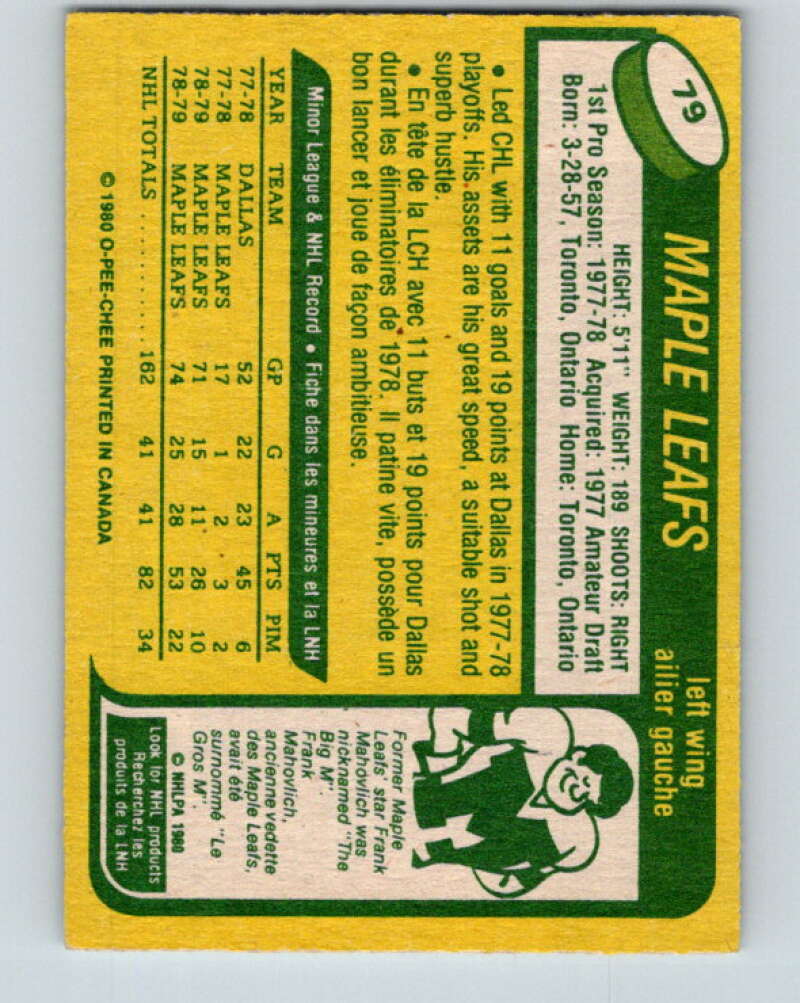 79
MAPLE LEAFS
left wing
ailier gauche
HEIGHT: 5'11" WEIGHT: 189 SHOOTS: RIGHT
1st Pro Season: 1977-78 Acquired: 1977 Amateur Draft
Born: 3-28-57, Toronto, Ontario Home: Toronto, Ontario
• Led CHL with 11 goals and 19 points at Dallas in 1977-78
playoffs. His assets are his great speed, a suitable shot and
superb hustle.
• En tête de la LCH avec 11 buts et 19 points pour Dallas
durant les éliminatoires de 1978. Il patine vite, possède un
bon lancer et joue de façon ambitieuse.
Minor League & NHL Record • Fiche dans les mineures et la LNH
YEAR TEAM GP G A PTS PIM
77-78 DALLAS 52 22 23 45 6
77-78 MAPLE LEAFS 17 1 2 3 2
78-79 MAPLE LEAFS 71 15 11 26 10
78-79 MAPLE LEAFS 74 25 28 53 22
NHL TOTALS .......... 162 41 41 82 34
© 1980 O-PEE-CHEE PRINTED IN CANADA
Former Maple
Leafs' star Frank
Mahovlich was
nicknamed "The
Big M".
Frank
Mahovlich,
ancienne vedette
des Maple Leafs,
avait été
surnommé "Le
Gros M".
© NHLPA 1980
Look for NHL products
Recherchez les
produits de la LNH